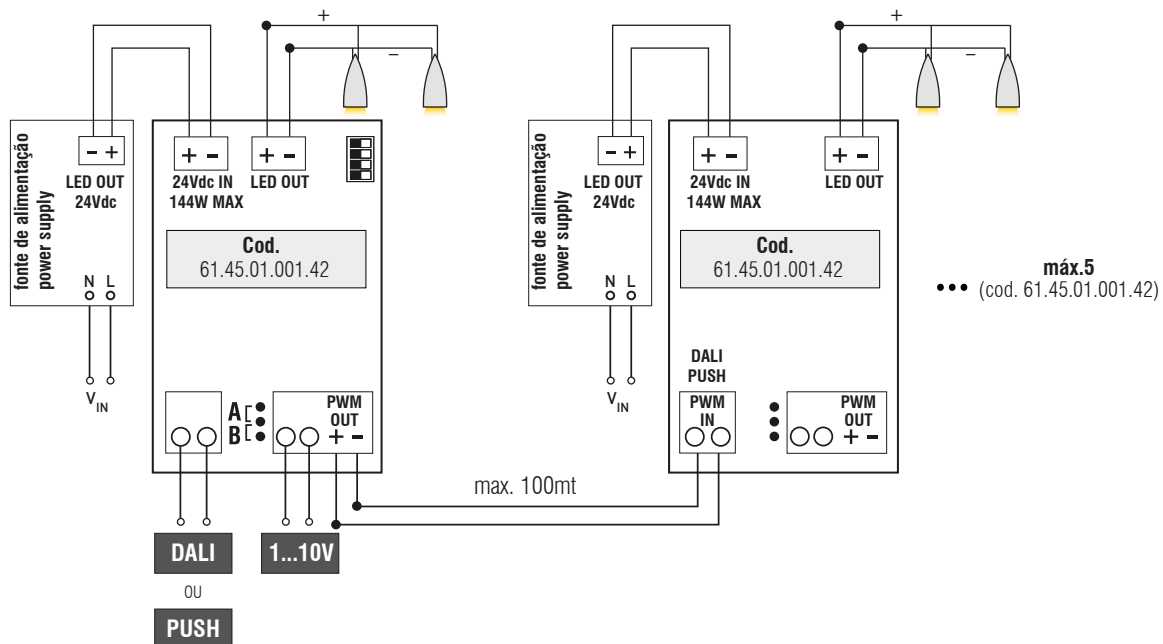 +
–
+
–
fonte de alimentação
power supply
- +
LED OUT
24Vdc
N L
V IN
+ -
24Vdc IN
144W MAX
+ -
LED OUT
Cod.
61.45.01.001.42
A
B
PWM
OUT
+ -
DALI
OU
PUSH
1...10V
max. 100mt
fonte de alimentação
power supply
- +
LED OUT
24Vdc
N L
V IN
+ -
24Vdc IN
144W MAX
+ -
LED OUT
Cod.
61.45.01.001.42
DALI
PUSH
PWM
IN
PWM
OUT
+ -
máx.5
••• (cod. 61.45.01.001.42)